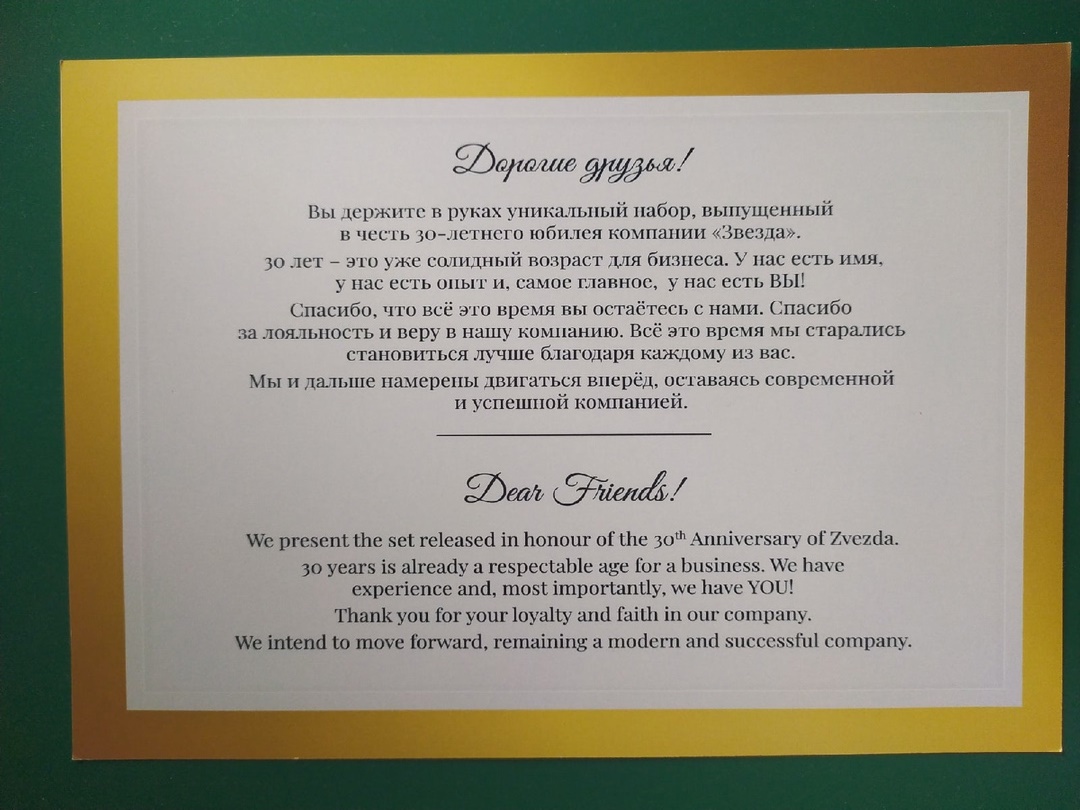 Дорогие друзья!
Вы держите в руках уникальный набор, выпущенный
в честь 30-летнего юбилея компании «Звезда».
30 лет – это уже солидный возраст для бизнеса. У нас есть имя,
у нас есть опыт и, самое главное, у нас есть ВЫ!
Спасибо, что всё это время вы остаётесь с нами. Спасибо
за лояльность и веру в нашу компанию. Всё это время мы старались
становиться лучше благодаря каждому из вас.
Мы и дальше намерены двигаться вперёд, оставаясь современной
и успешной компанией.
Dear Friends!
We present the set released in honour of the 30th Anniversary of Zvezda.
30 years is already a respectable age for a business. We have
experience and, most importantly, we have YOU!
Thank you for your loyalty and faith in our company.
We intend to move forward, remaining a modern and successful company.